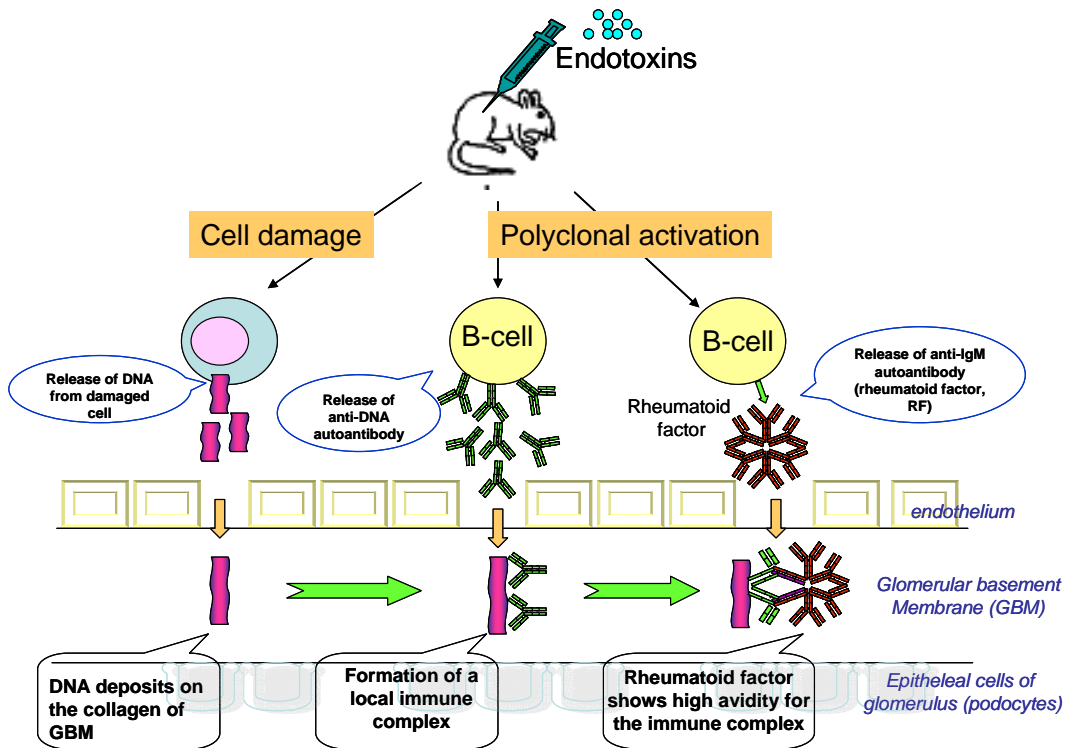 Endotoxins
Cell damage
Polyclonal activation
B-cell
B-cell
Release of DNA
from damaged
cell
Release of
anti-DNA
autoantibody
Rheumatoid
factor
Release of anti-IgM
autoantibody
(rheumatoid factor,
RF)
endothelium
Glomerular basement
Membrane (GBM)
DNA deposits on
the collagen of
GBM
Formation of a
local immune
complex
Rheumatoid factor
shows high avidity for
the immune complex
Epitheleal cells of
glomerulus (podocytes)